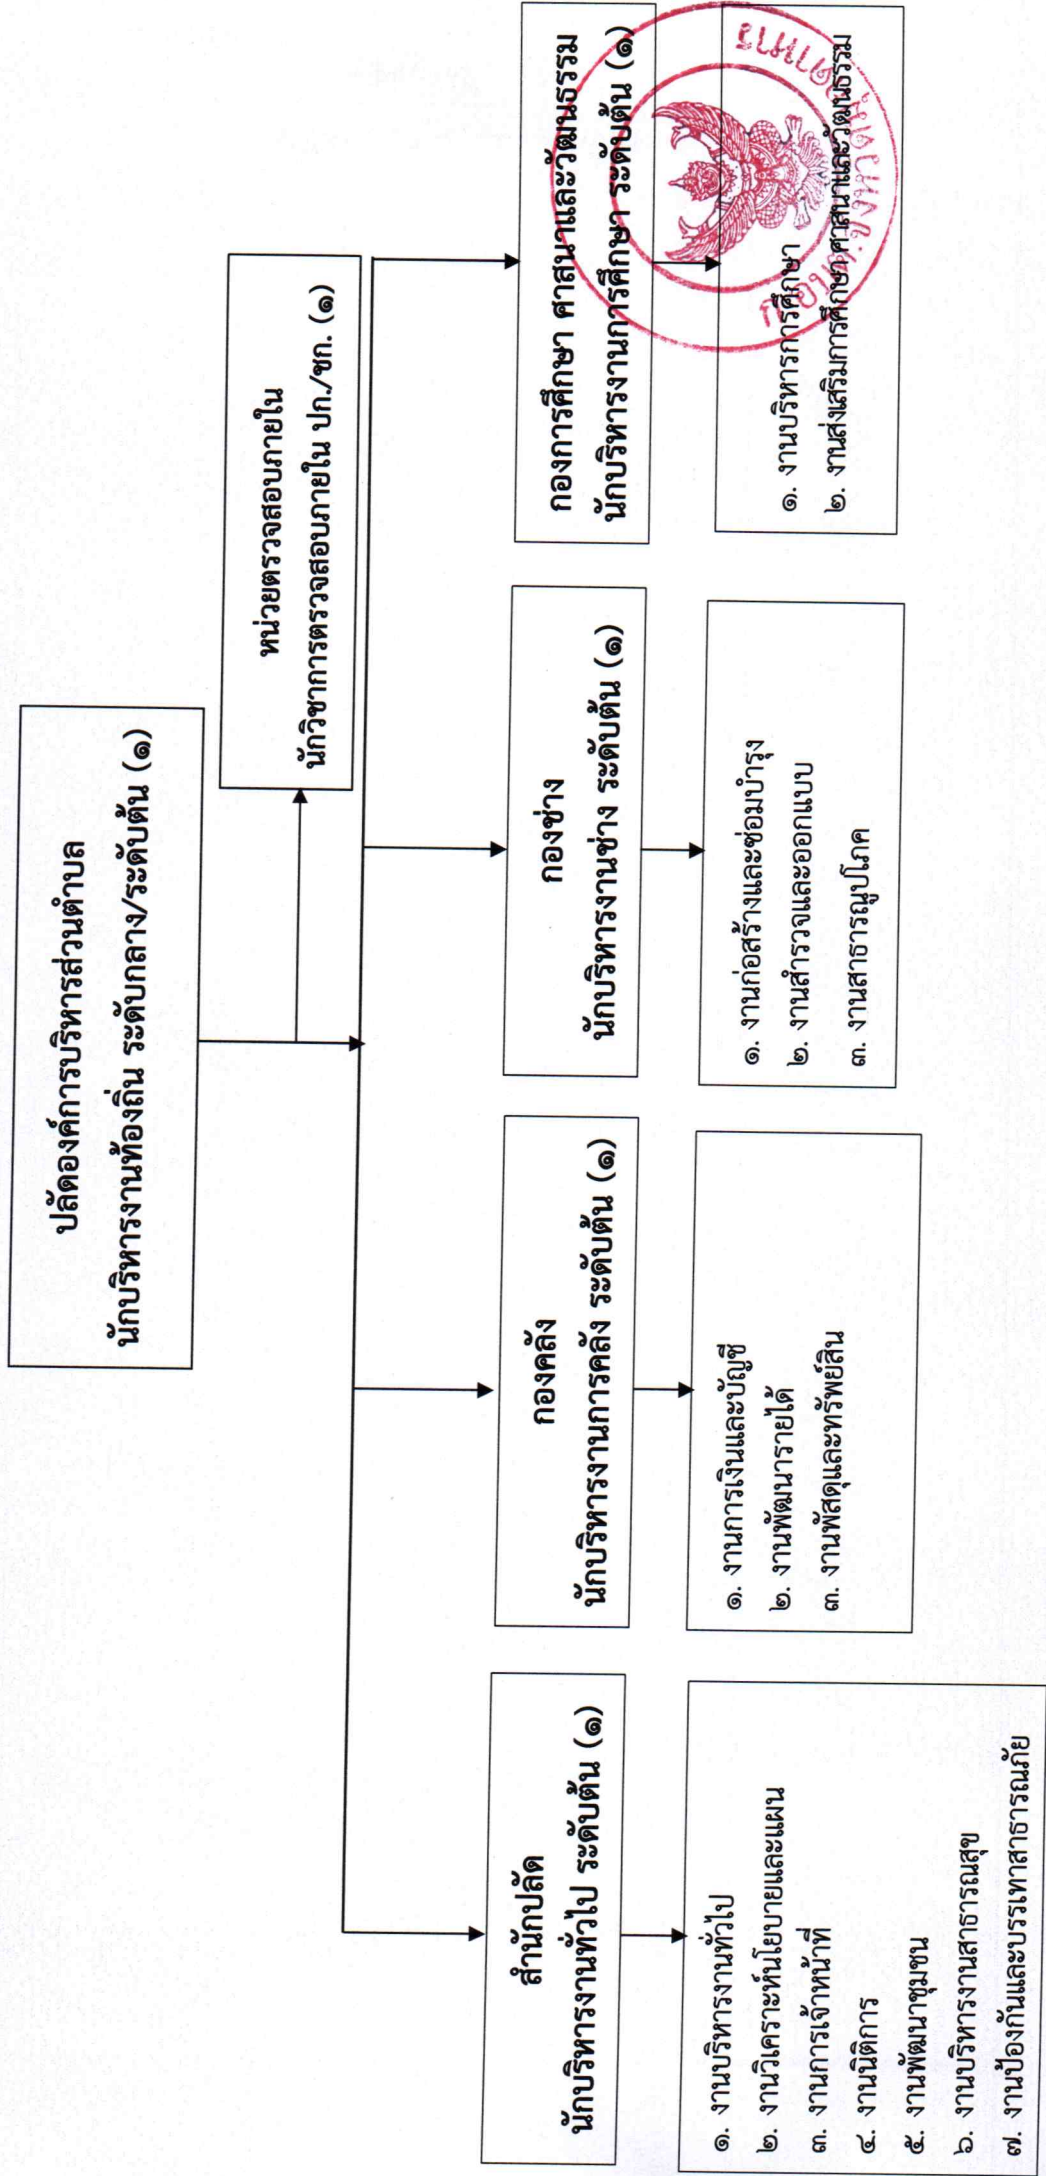 ปลัดองค์การบริหารส่วนตำบล
นักบริหารงานท้องถิ่น ระดับกลาง/ระดับต้น (๑)
หน่วยตรวจสอบภายใน
นักวิชาการตรวจสอบภายใน ปก./ชก. (๑)
สำนักปลัด
นักบริหารงานทั่วไป ระดับต้น (๑)
๑. งานบริหารงานทั่วไป
๒. งานวิเคราะห์นโยบายและแผน
๓. งานการเจ้าหน้าที่
๔. งานนิติการ
๕. งานพัฒนาชุมชน
๖. งานบริหารงานสาธารณสุข
๗. งานป้องกันและบรรเทาสาธารณภัย
กองคลัง
นักบริหารงานการคลัง ระดับต้น (๑)
๑. งานการเงินและบัญชี
๒. งานพัฒนารายได้
๓. งานพัสดุและทรัพย์สิน
กองช่าง
นักบริหารงานช่าง ระดับต้น (๑)
๑. งานก่อสร้างและซ่อมบำรุง
๒. งานสำรวจและออกแบบ
๓. งานสาธารณูปโภค
กองการศึกษา ศาสนาและวัฒนธรรม
นักบริหารงานการศึกษา ระดับต้น (๑)
๑. งานบริหารการศึกษา
๒. งานส่งเสริมการศึกษา ศาสนาและวัฒนธรรม